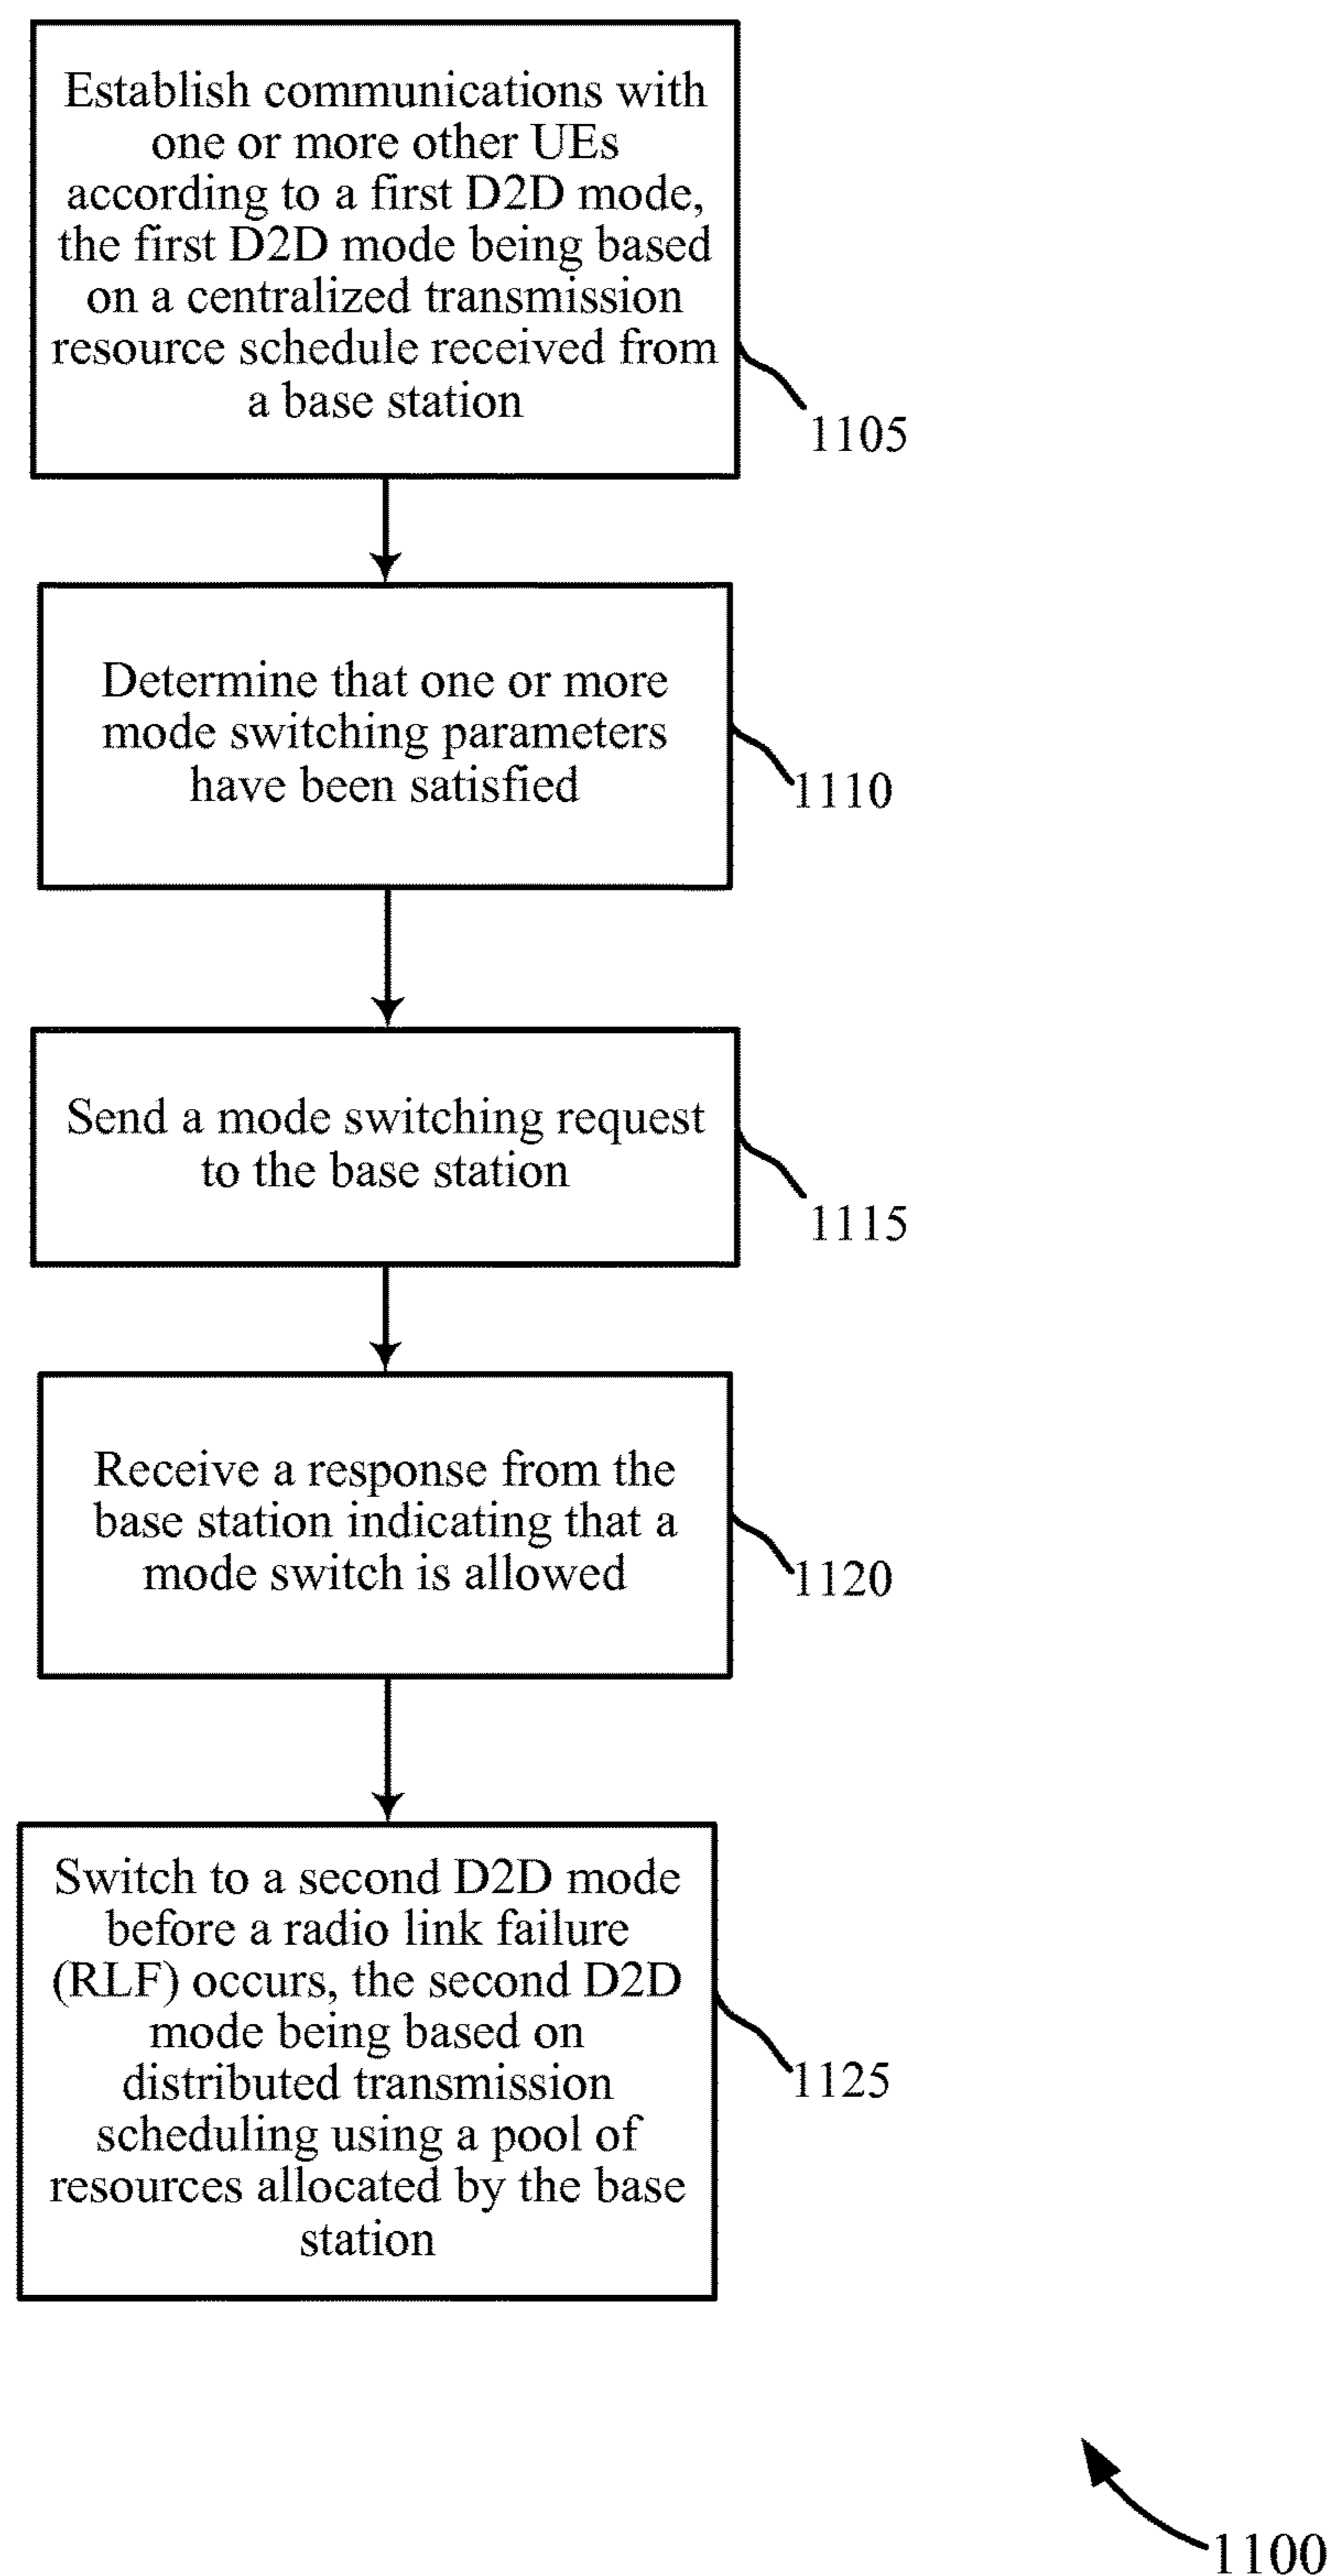 Establish communications with
one or more other UEs
according to a first D2D mode,
the first D2D mode being based
on a centralized transmission
resource schedule received from
a base station
1105
Determine that one or more
mode switching parameters
have been satisfied
1110
Send a mode switching request
to the base station
1115
Receive a response from the
base station indicating that a
mode switch is allowed
1120
Switch to a second D2D mode
before a radio link failure
(RLF) occurs, the second D2D
mode being based on
distributed transmission
scheduling using a pool of
resources allocated by the base
station
1125
1100